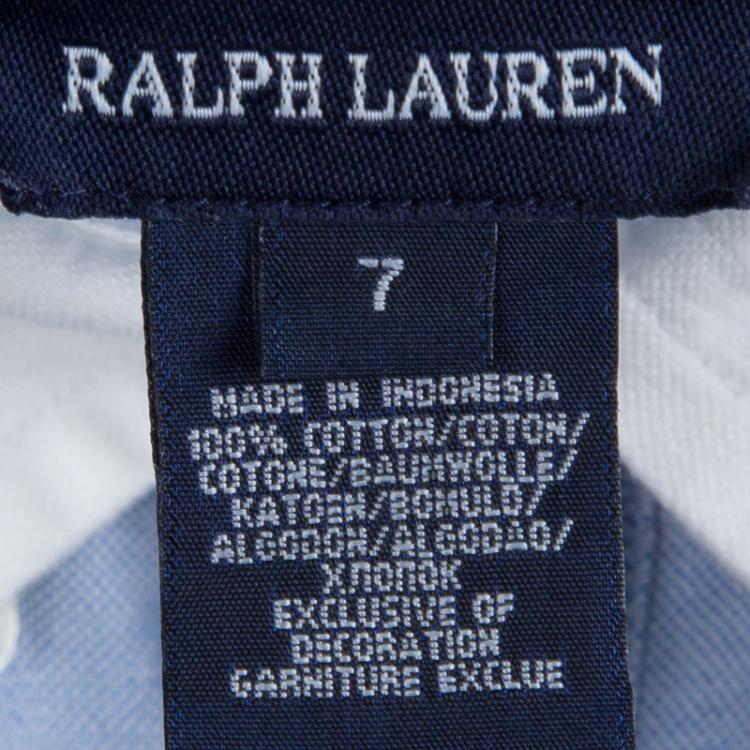 RALPH LAUREN
7
MADE IN INDONESIA
100% COTTON/COTON/
COTONE/BAUMWOLLE/
KATOEN/BOMULD/
ALGODON/ALGODAO/
ХЛОПОК
EXCLUSIVE OF
DECORATION
GARNITURE EXCLUE